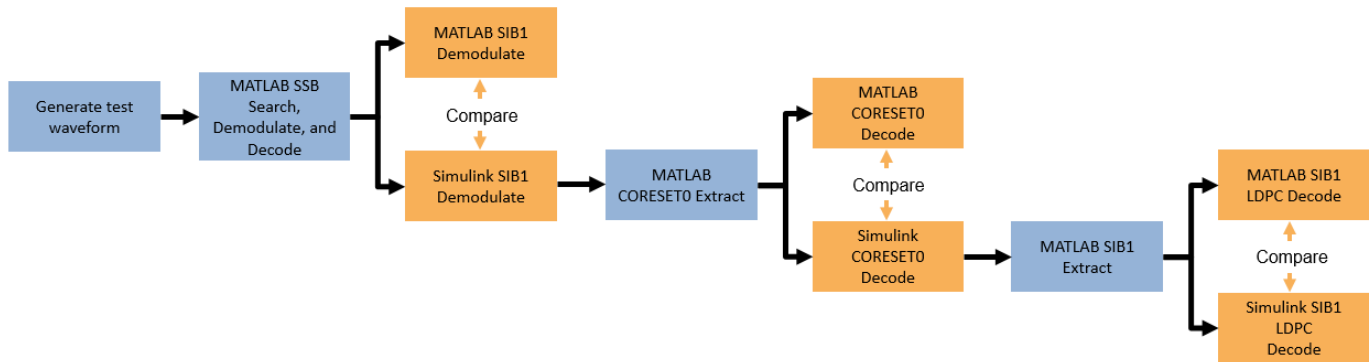 Generate test
waveform
MATLAB SSB
Search,
Demodulate, and
Decode
MATLAB SIB1
Demodulate
Compare
Simulink SIB1
Demodulate
MATLAB
CORESET0 Extract
MATLAB
CORESET0
Decode
Compare
Simulink
CORESET0
Decode
MATLAB SIB1
Extract
MATLAB SIB1
LDPC Decode
Compare
Simulink SIB1
LDPC
Decode